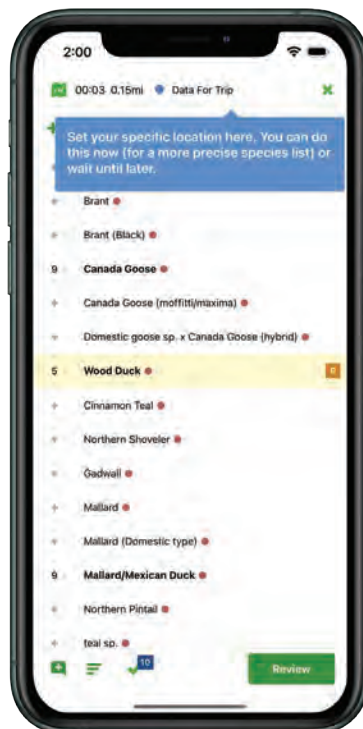 2:00
00:03 0.15mi Data For Trip
Set your specific location here. You can do
this now (for a more precise species list) or
wait until later.
Brant
Brant (Black)
9 Canada Goose
Canada Goose (moffitti/maxima)
Domestic goose sp. x Canada Goose (hybrid)
5 Wood Duck
Cinnamon Teal
Northern Shoveler
Gadwall
Mallard
Mallard (Domestic type)
9 Mallard/Mexican Duck
Northern Pintail
teal sp.
10
Review